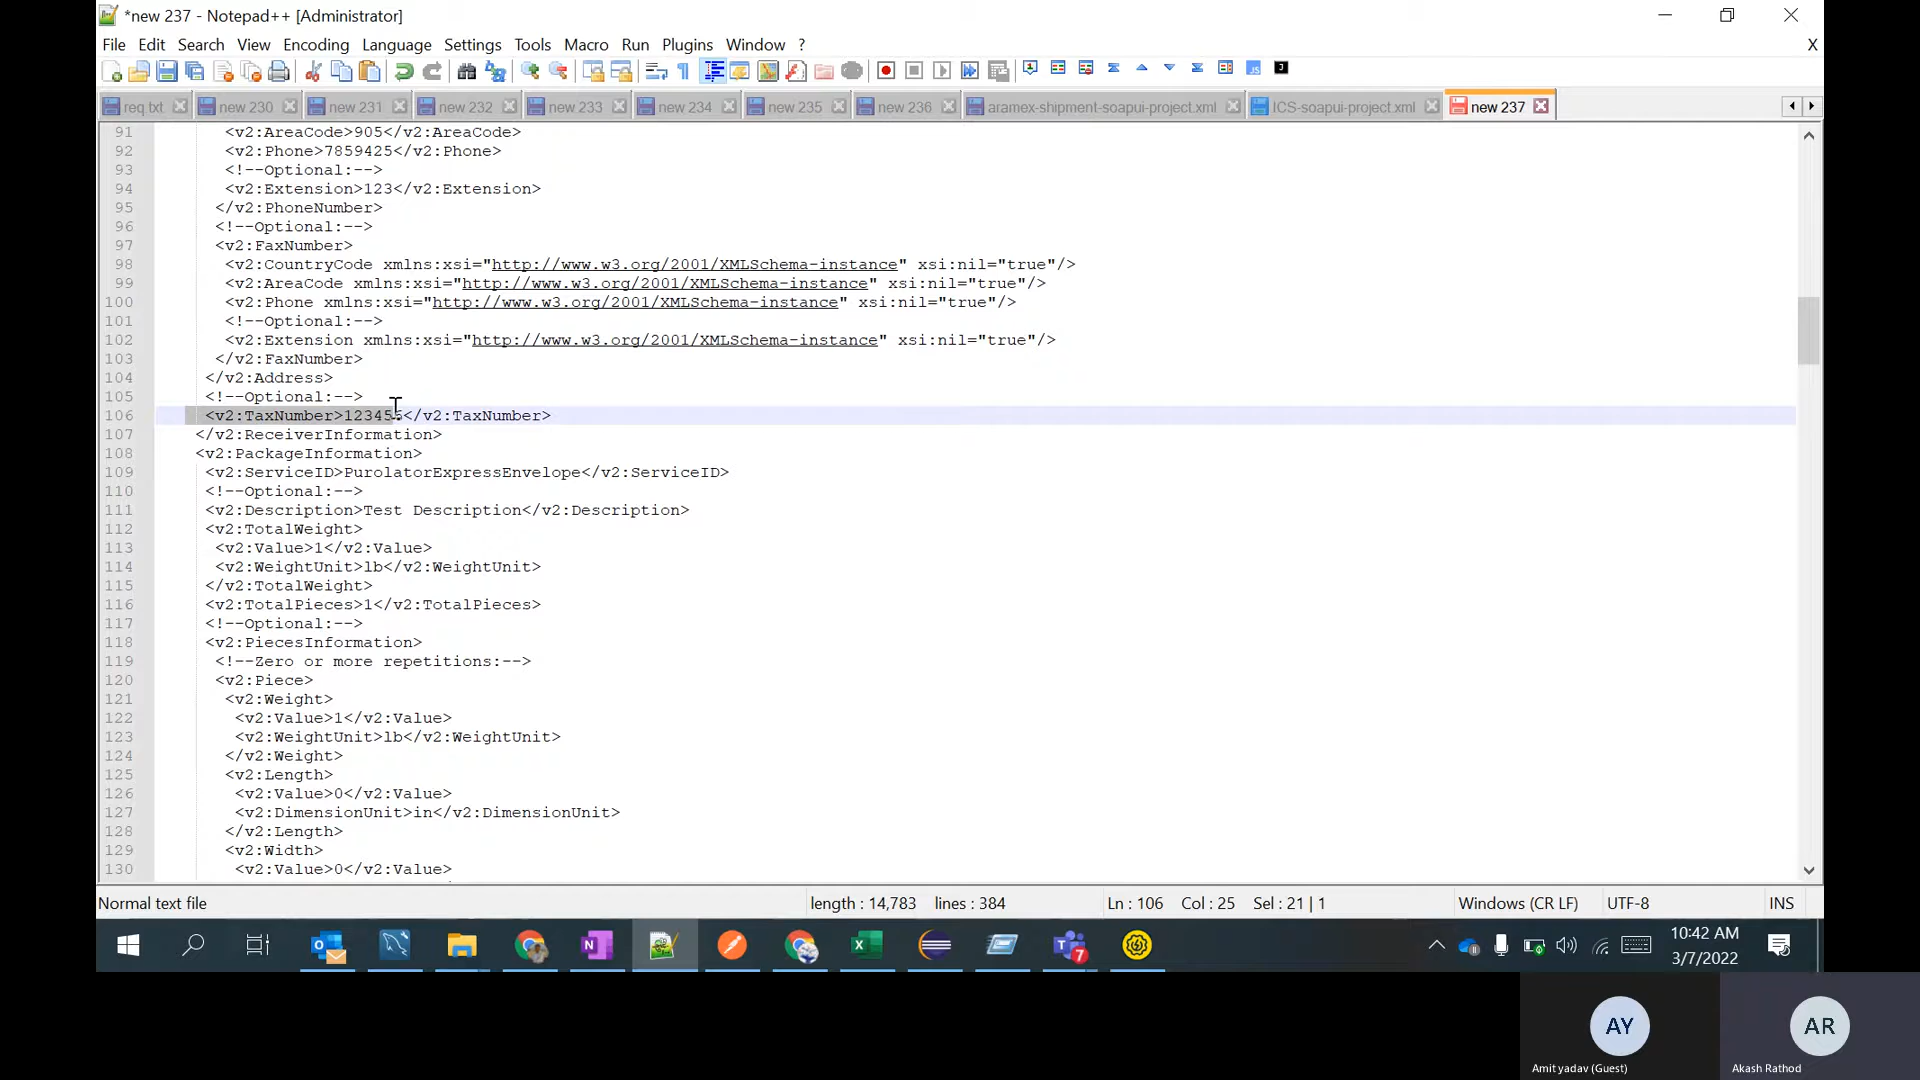 *new 237 - Notepad++ [Administrator]
File Edit Search View Encoding Language Settings Tools Macro Run Plugins Window ? X
req.txt new 230 new 231 new 232 new 233 new 234 new 235 new 236 aramex-shipment-soapui-project.xml ICS-soapui-project.xml new 237
91 <v2:AreaCode>905</v2:AreaCode>
92 <v2:Phone>7859425</v2:Phone>
93 <!--Optional:-->
94 <v2:Extension>123</v2:Extension>
95 </v2:PhoneNumber>
96 <!--Optional:-->
97 <v2:FaxNumber>
98 <v2:CountryCode xmlns:xsi="http://www.w3.org/2001/XMLSchema-instance" xsi:nil="true"/>
99 <v2:AreaCode xmlns:xsi="http://www.w3.org/2001/XMLSchema-instance" xsi:nil="true"/>
100 <v2:Phone xmlns:xsi="http://www.w3.org/2001/XMLSchema-instance" xsi:nil="true"/>
101 <!--Optional:-->
102 <v2:Extension xmlns:xsi="http://www.w3.org/2001/XMLSchema-instance" xsi:nil="true"/>
103 </v2:FaxNumber>
104 </v2:Address>
105 <!--Optional:-->
106 <v2:TaxNumber>123456</v2:TaxNumber>
107 </v2:ReceiverInformation>
108 <v2:PackageInformation>
109 <v2:ServiceID>PurolatorExpressEnvelope</v2:ServiceID>
110 <!--Optional:-->
111 <v2:Description>Test Description</v2:Description>
112 <v2:TotalWeight>
113 <v2:Value>1</v2:Value>
114 <v2:WeightUnit>lb</v2:WeightUnit>
115 </v2:TotalWeight>
116 <v2:TotalPieces>1</v2:TotalPieces>
117 <!--Optional:-->
118 <v2:PiecesInformation>
119 <!--Zero or more repetitions:-->
120 <v2:Piece>
121 <v2:Weight>
122 <v2:Value>1</v2:Value>
123 <v2:WeightUnit>lb</v2:WeightUnit>
124 </v2:Weight>
125 <v2:Length>
126 <v2:Value>0</v2:Value>
127 <v2:DimensionUnit>in</v2:DimensionUnit>
128 </v2:Length>
129 <v2:Width>
130 <v2:Value>0</v2:Value>
Normal text file length : 14,783 lines : 384 Ln : 106 Col : 25 Sel : 21 | 1 Windows (CR LF) UTF-8 INS
10:42 AM
3/7/2022
7
AY AR
Amit yadav (Guest) Akash Rathod